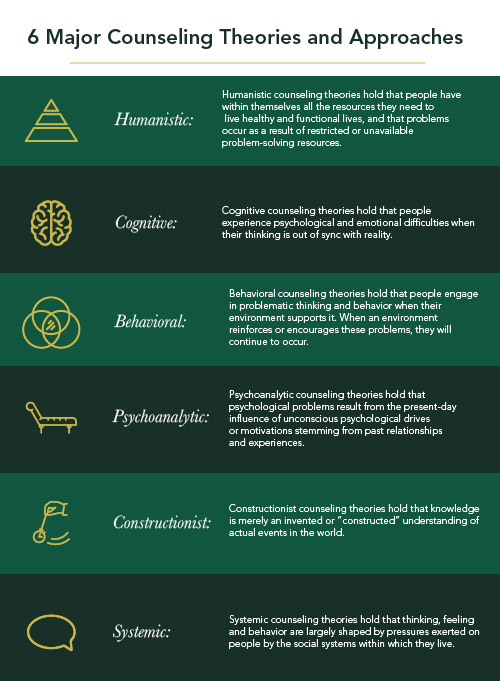 6 Major Counseling Theories and Approaches
Humanistic:
Humanistic counseling theories hold that people have
within themselves all the resources they need to
live healthy and functional lives, and that problems
occur as a result of restricted or unavailable
problem-solving resources.
Cognitive:
Cognitive counseling theories hold that people
experience psychological and emotional difficulties when
their thinking is out of sync with reality.
Behavioral:
Behavioral counseling theories hold that people engage
in problematic thinking and behavior when their
environment supports it. When an environment
reinforces or encourages these problems, they will
continue to occur.
Psychoanalytic:
Psychoanalytic counseling theories hold that
psychological problems result from the present-day
influence of unconscious psychological drives
or motivations stemming from past relationships
and experiences.
Constructionist:
Constructionist counseling theories hold that knowledge
is merely an invented or “constructed” understanding of
actual events in the world.
Systemic:
Systemic counseling theories hold that thinking, feeling
and behavior are largely shaped by pressures exerted on
people by the social systems within which they live.